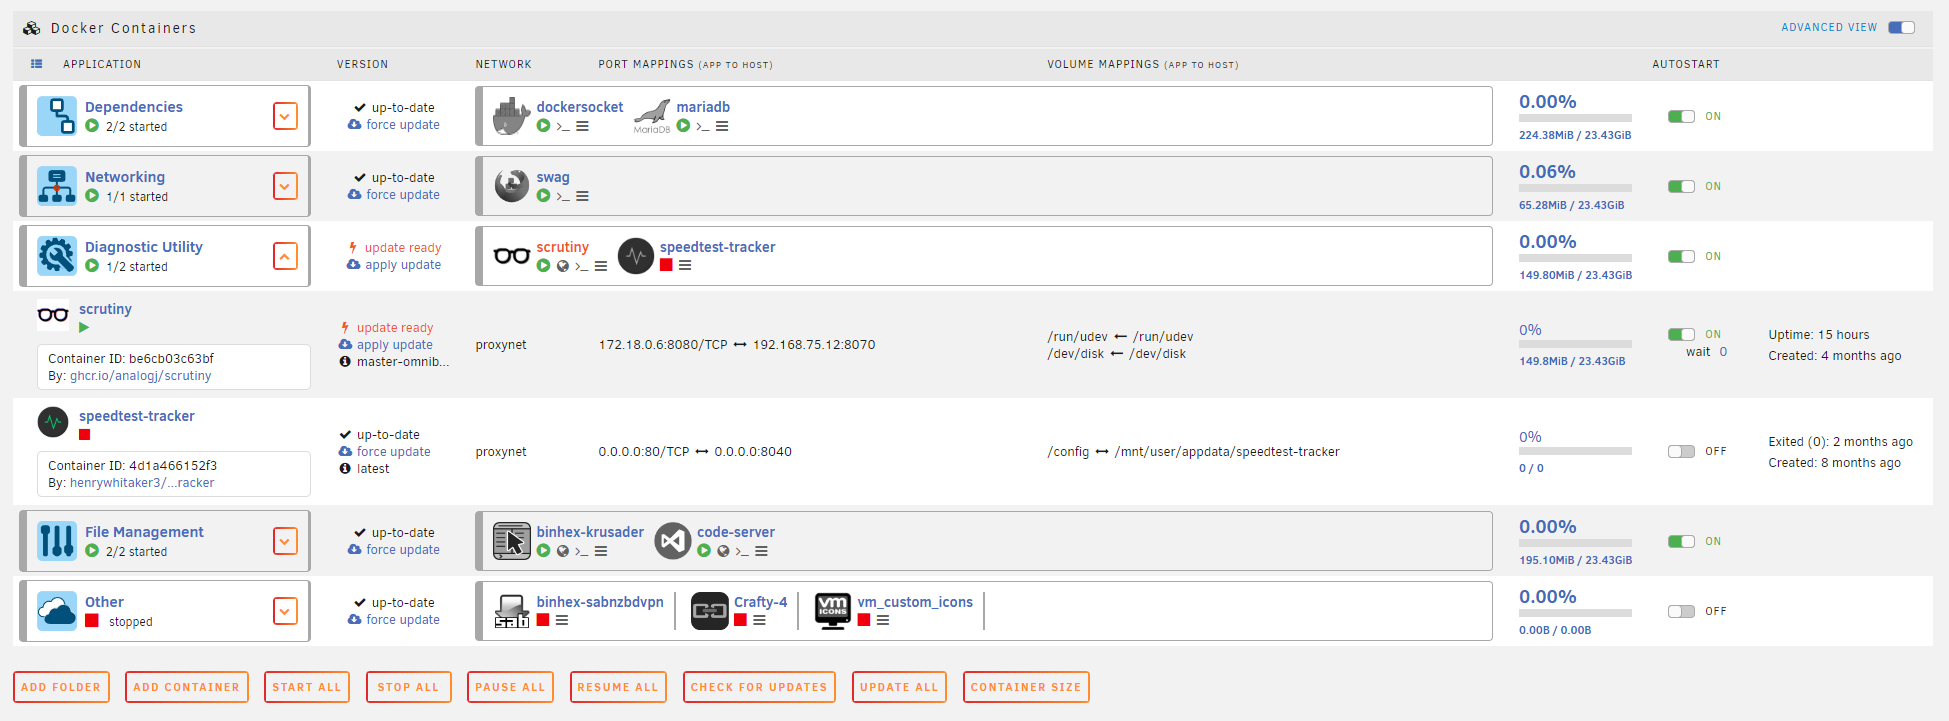 Docker Containers
ADVANCED VIEW
APPLICATION VERSION NETWORK PORT MAPPINGS (APP TO HOST) VOLUME MAPPINGS (APP TO HOST) AUTOSTART
Dependencies
2/2 started
up-to-date
force update
dockersocket
MariaDB
mariadb
0.00%
224.38MiB / 23.43GiB
ON
Networking
1/1 started
up-to-date
force update
swag
0.06%
65.28MiB / 23.43GiB
ON
Diagnostic Utility
1/2 started
update ready
apply update
scrutiny
speedtest-tracker
0.00%
149.80MiB / 23.43GiB
ON
scrutiny
Container ID: be6cb03c63bf
By: ghcr.io/analogj/scrutiny
update ready
apply update
master-omnib...
proxynet
172.18.0.6:8080/TCP ↔ 192.168.75.12:8070
/run/udev ← /run/udev
/dev/disk ← /dev/disk
0%
149.8MiB / 23.43GiB
ON
wait 0
Uptime: 15 hours
Created: 4 months ago
speedtest-tracker
Container ID: 4d1a466152f3
By: henrywhitaker3/...racker
up-to-date
force update
latest
proxynet
0.0.0.0:80/TCP ↔ 0.0.0.0:8040
/config ↔ /mnt/user/appdata/speedtest-tracker
0%
0 / 0
OFF
Exited (0): 2 months ago
Created: 8 months ago
File Management
2/2 started
up-to-date
force update
binhex-krusader
code-server
0.00%
195.10MiB / 23.43GiB
ON
Other
stopped
up-to-date
force update
sab
binhex-sabnzbdvpn
Crafty-4
vm
ICONS
vm_custom_icons
0.00%
0.00B / 0.00B
OFF
ADD FOLDER ADD CONTAINER START ALL STOP ALL PAUSE ALL RESUME ALL CHECK FOR UPDATES UPDATE ALL CONTAINER SIZE